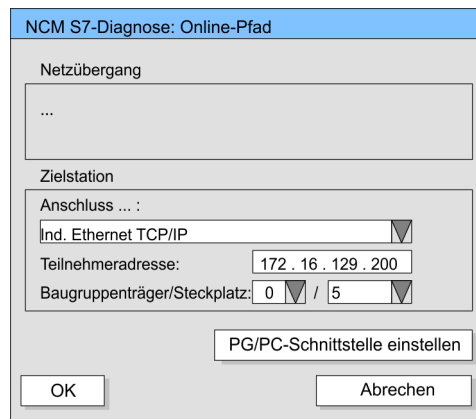 NCM S7-Diagnose: Online-Pfad
Netzübergang
...
Zielstation
Anschluss ... :
Ind. Ethernet TCP/IP
Teilnehmeradresse: 172 . 16 . 129 . 200
Baugruppenträger/Steckplatz: 0 / 5
PG/PC-Schnittstelle einstellen
OK Abrechen